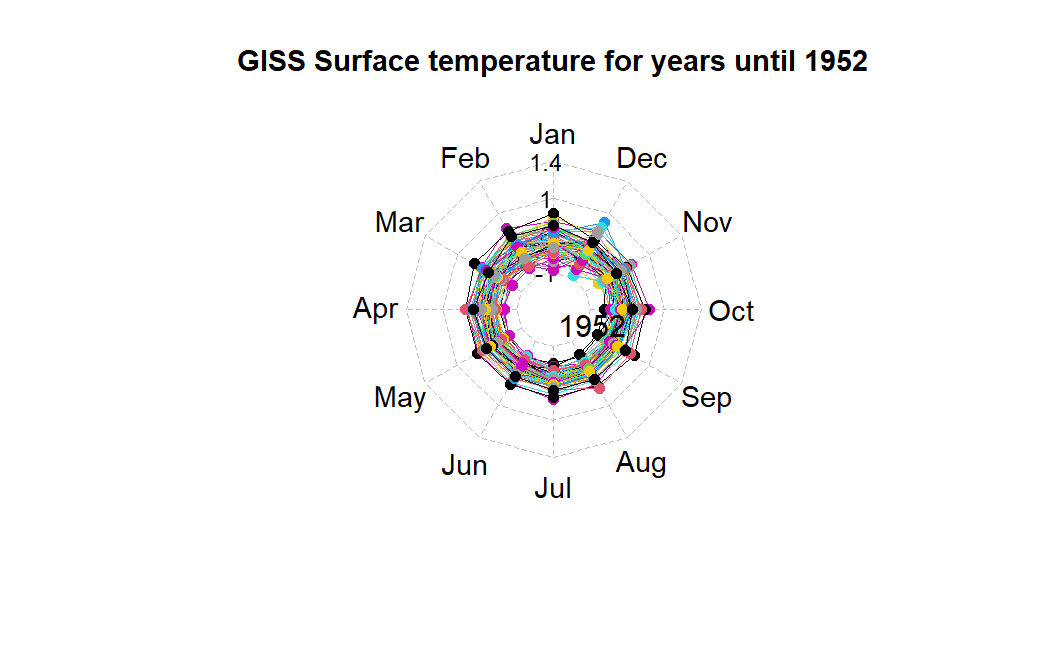 GISS Surface temperature for years until 1952
Jan
Feb
1.4
Dec
Mar
1
Nov
-1
Apr
Oct
1952
May
Sep
Jun
Aug
Jul